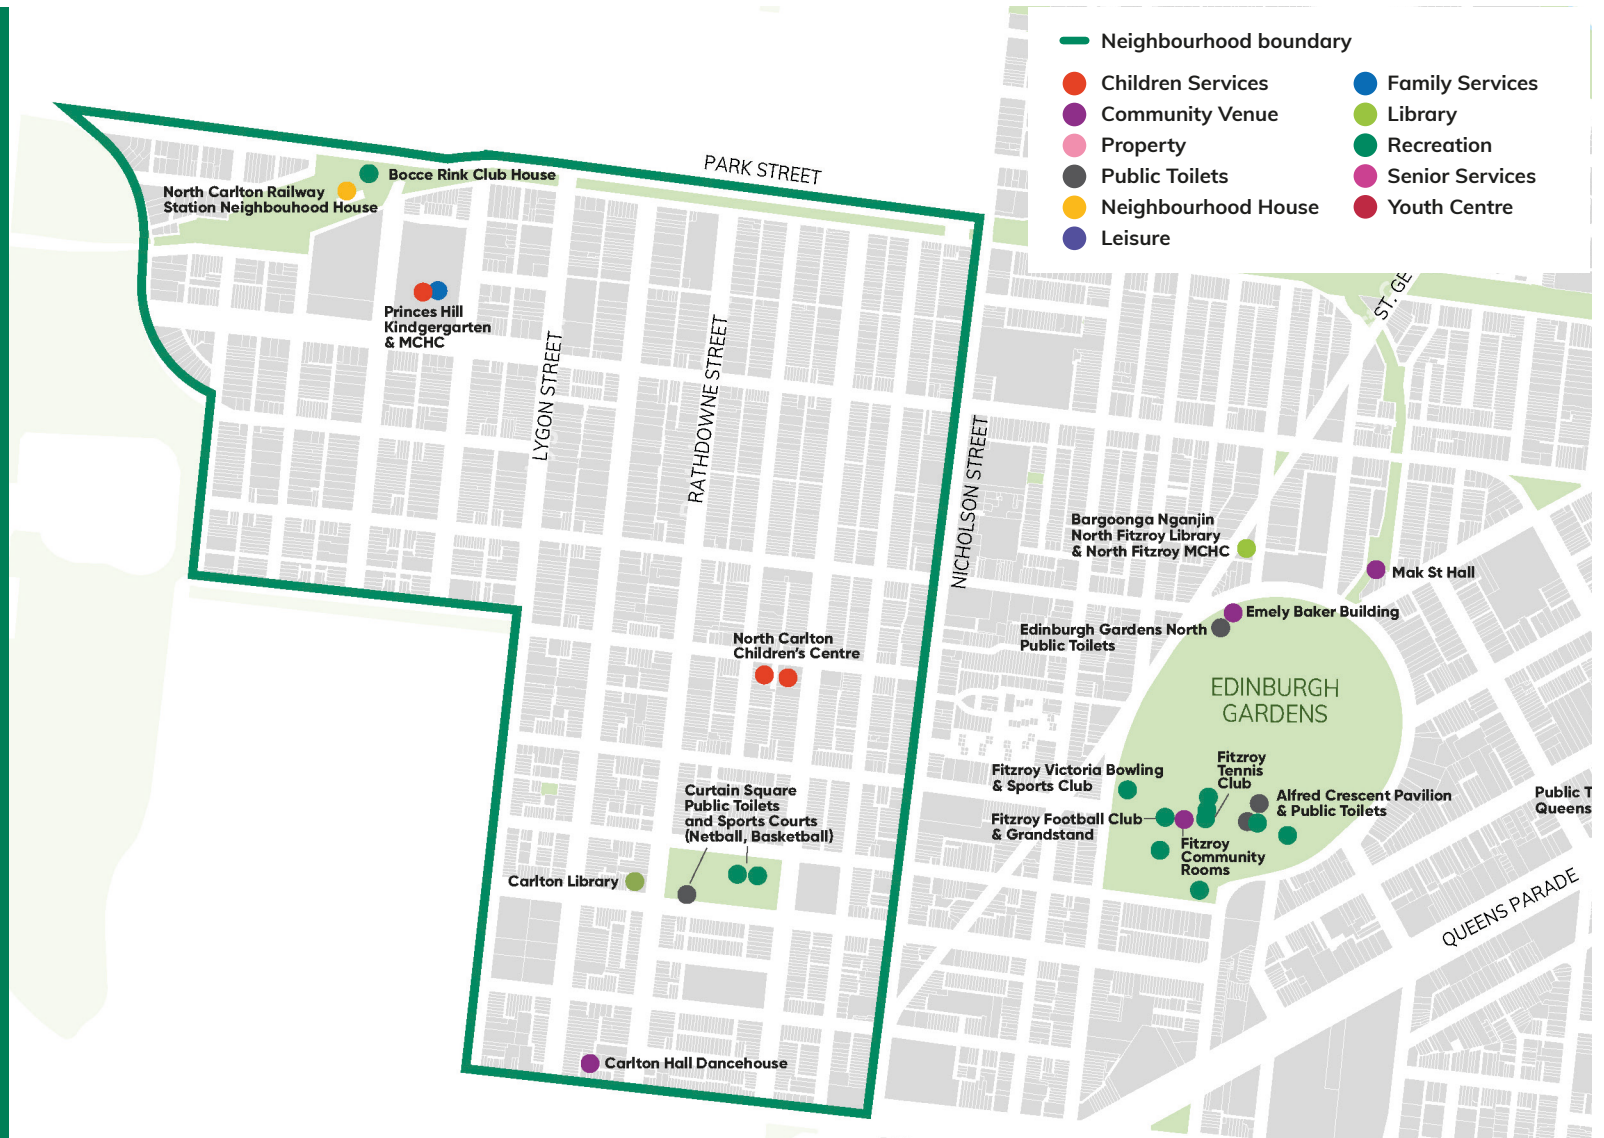 Neighbourhood boundary
Children Services
Community Venue
Property
Public Toilets
Neighbourhood House
Leisure
Family Services
Library
Recreation
Senior Services
Youth Centre
PARK STREET
Bocce Rink Club House
North Carlton Railway
Station Neighbouhood House
Princes Hill
Kindgergarten
& MCHC
LYGON STREET
RATHDOWNE STREET
NICHOLSON STREET
ST. GE
Bargoonga Nganjin
North Fitzroy Library
& North Fitzroy MCHC
Mak St Hall
Emely Baker Building
Edinburgh Gardens North
Public Toilets
North Carlton
Children's Centre
EDINBURGH
GARDENS
Fitzroy Victoria Bowling
& Sports Club
Fitzroy
Tennis
Club
Alfred Crescent Pavilion
& Public Toilets
Public T
Queens
Curtain Square
Public Toilets
and Sports Courts
(Netball, Basketball)
Fitzroy Football Club
& Grandstand
Fitzroy
Community
Rooms
Carlton Library
QUEENS PARADE
Carlton Hall Dancehouse